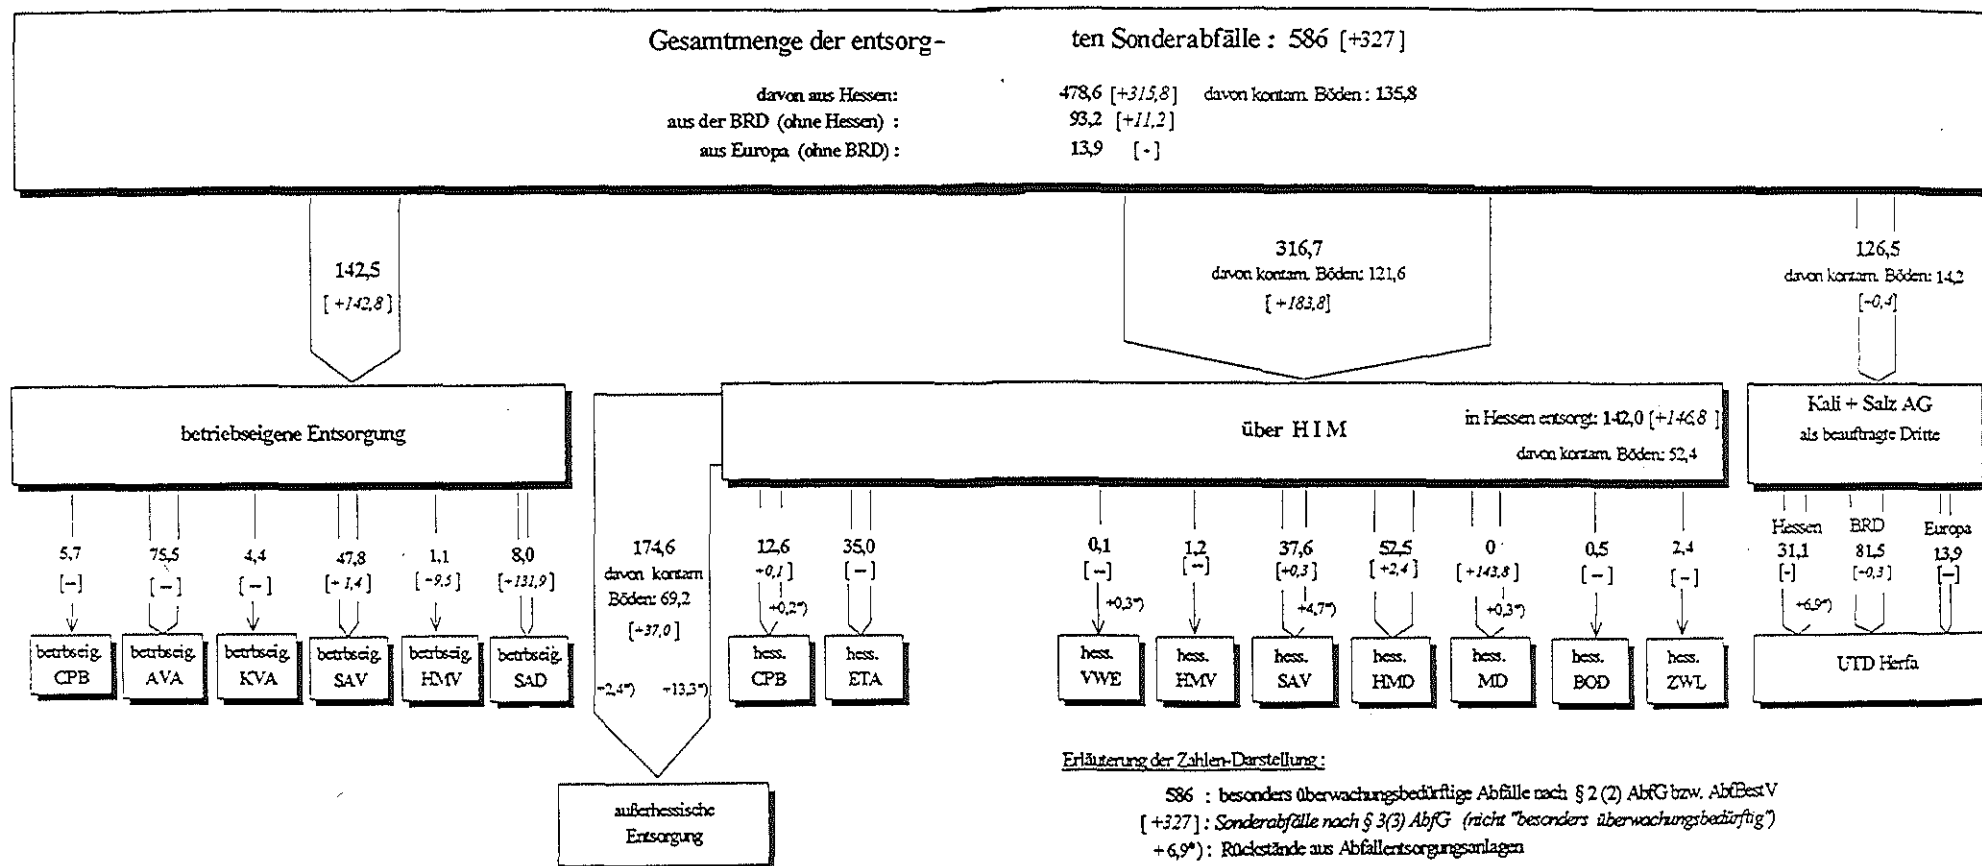 Gesamtmenge der entsorg- ten Sonderabfälle : 586 [+327]
davon aus Hessen: 478,6 [+315,8] davon kontam. Böden : 135,8
aus der BRD (ohne Hessen) : 93,2 [+11,2]
aus Europa (ohne BRD) : 13,9 [-]
142,5
[+142,8]
316,7
davon kontam. Böden: 121,6
[+183,8]
126,5
davon kontam. Böden: 14,2
[+0,4]
betriebseigene Entsorgung
über HIM
in Hessen entsorgt: 142,0 [+146,8]
davon kontam. Böden: 52,4
Kali + Salz AG
als beauftragte Dritte
5,7
[-]
betrbseig.
CPB
75,5
[-]
betrbseig.
AVA
4,4
[-]
betrbseig.
KVA
47,8
[+1,4]
betrbseig.
SAV
1,1
[+9,5]
betrbseig.
HMV
8,0
[+131,9]
betrbseig.
SAD
174,6
davon kontam
Böden: 69,2
[+37,0]
+2,4*) +13,3*)
außerhessische
Entsorgung
12,6
+0,1]
+0,2*)
hess.
CPB
35,0
[-]
hess.
ETA
0,1
[-]
+0,3*)
hess.
VWE
1,2
[-]
hess.
HMV
37,6
[+0,3]
+4,7*)
hess.
SAV
52,5
[+2,4]
hess.
HMD
0
[+143,8]
+0,3*)
hess.
MD
0,5
[-]
hess.
BOD
2,4
[-]
hess.
ZWL
Hessen
31,1
[-]
+6,9*)
BRD
81,5
[+0,3]
Europa
13,9
[-]
UTD Herfa
Erläuterung der Zahlen-Darstellung :
586 : besonders überwachungsbedürftige Abfälle nach § 2 (2) AbfG bzw. AbfBestV
[+327] : Sonderabfälle nach § 3(3) AbfG (nicht "besonders überwachungsbedürftig")
+6,9*) : Rückstände aus Abfallentsorgungsanlagen